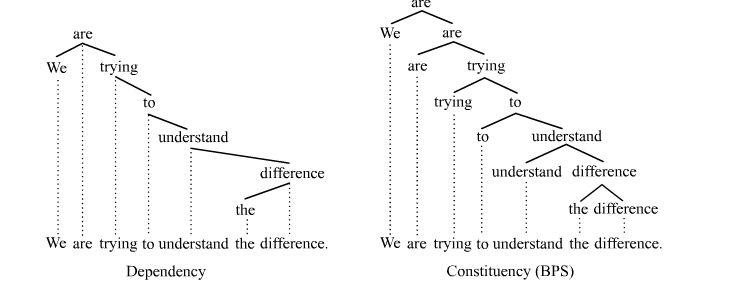 are
We trying
to
understand
difference
the
We are trying to understand the difference.
Dependency
are
We are
are trying
trying to
to understand
understand difference
the difference
We are trying to understand the difference.
Constituency (BPS)